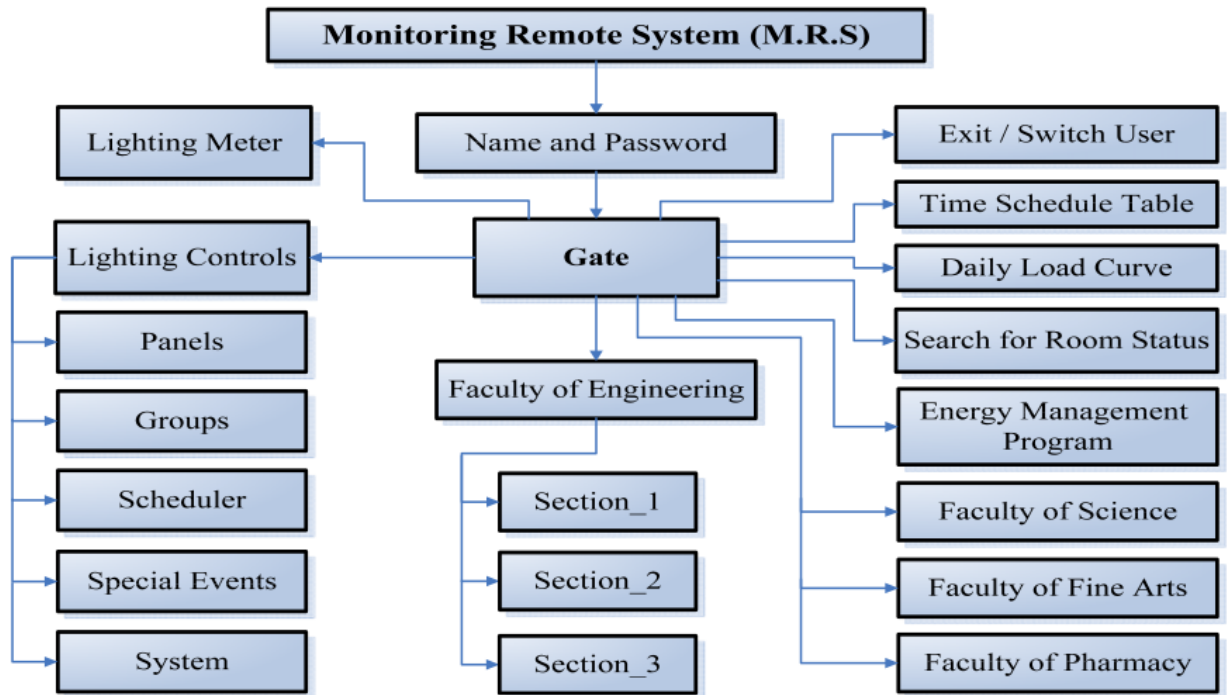 Monitoring Remote System (M.R.S)
Name and Password
Lighting Meter
Exit / Switch User
Time Schedule Table
Gate
Lighting Controls
Daily Load Curve
Panels
Search for Room Status
Faculty of Engineering
Groups
Energy Management
Program
Scheduler
Section_1
Faculty of Science
Special Events
Section_2
Faculty of Fine Arts
System
Section_3
Faculty of Pharmacy